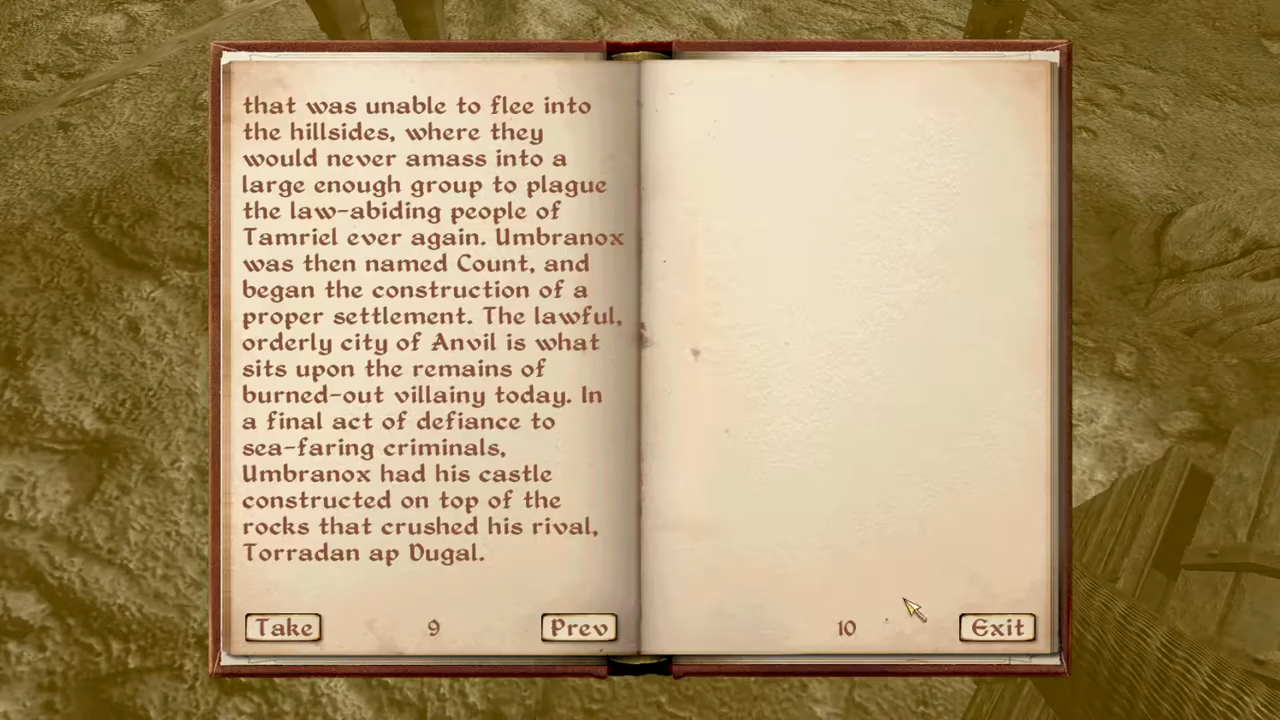 that was unable to flee into
the hillsides, where they
would never amass into a
large enough group to plague
the law-abiding people of
Tamriel ever again. Umbranox
was then named Count, and
began the construction of a
proper settlement. The lawful,
orderly city of Anvil is what
sits upon the remains of
burned-out villainy today. In
a final act of defiance to
sea-faring criminals,
Umbranox had his castle
constructed on top of the
rocks that crushed his rival,
Torradan ap Dugal.
Take 9 Prev
10 Exit